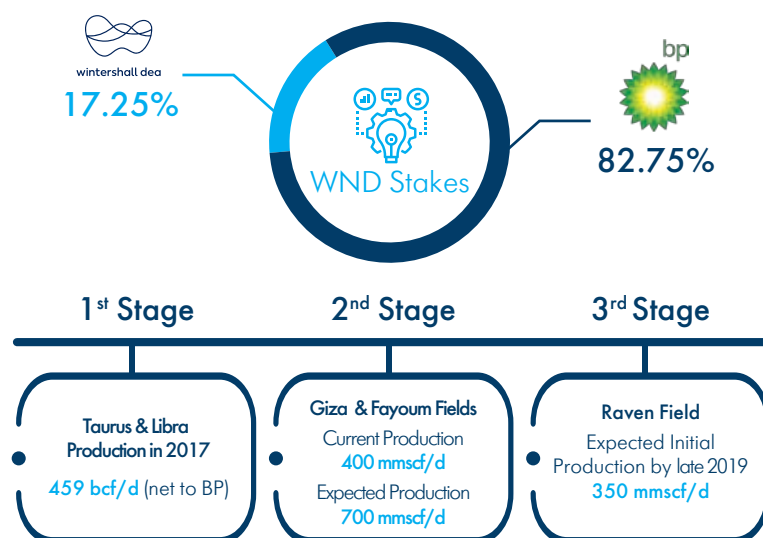 wintershall dea
17.25%
bp
82.75%
$
WND Stakes
1st Stage
2nd Stage
3rd Stage
Taurus & Libra
Production in 2017
459 bcf/d (net to BP)
Giza & Fayoum Fields
Current Production
400 mmscf/d
Expected Production
700 mmscf/d
Raven Field
Expected Initial
Production by late 2019
350 mmscf/d